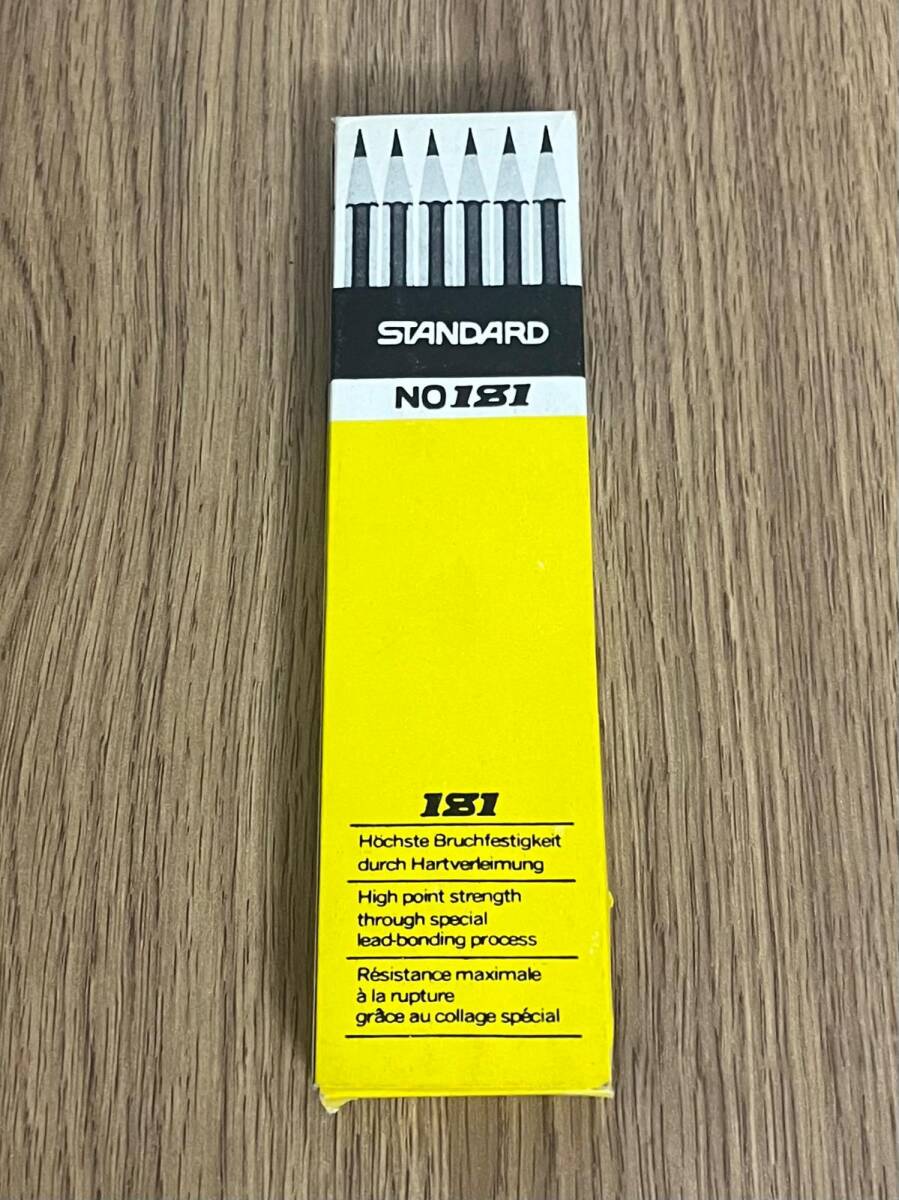 STANDARD
NO 181
181
Höchste Bruchfestigkeit
durch Hartverleimung
High point strength
through special
lead-bonding process
Résistance maximale
à la rupture
grâce au collage spécial